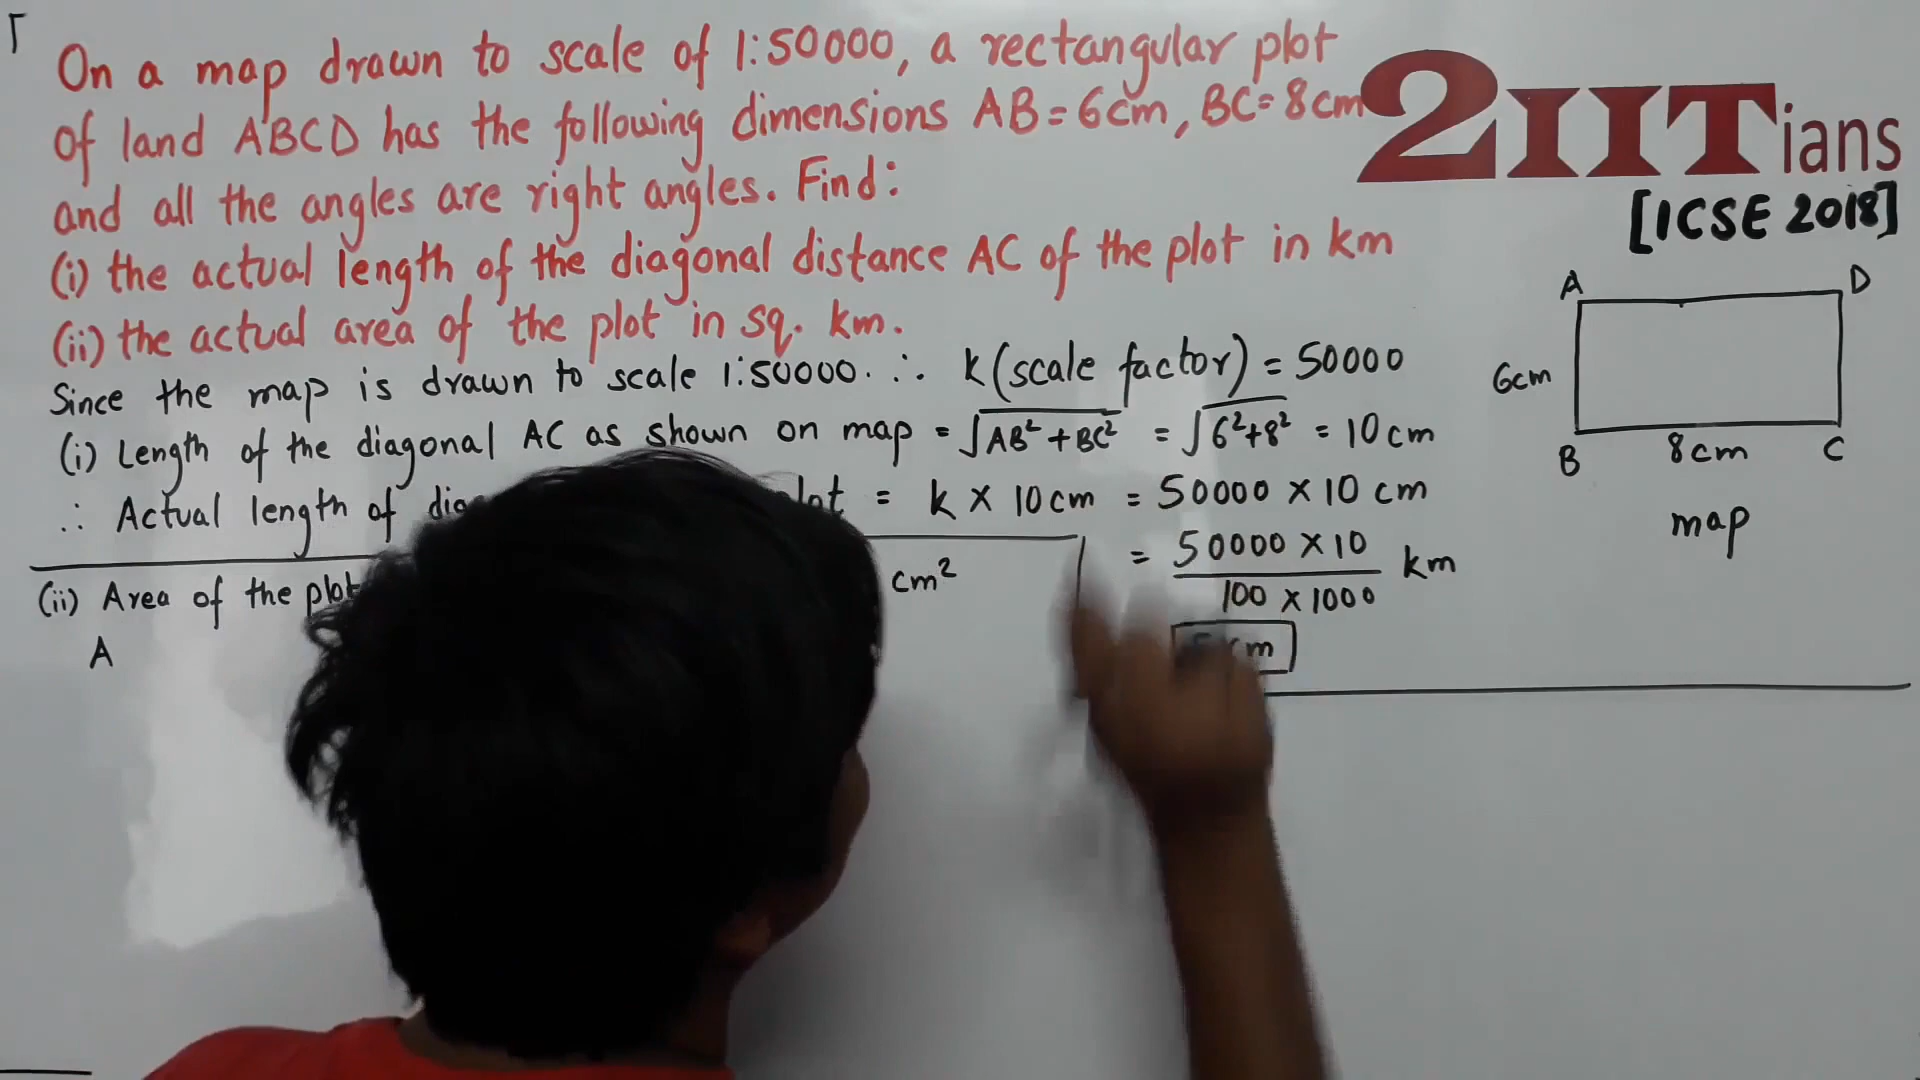 On a map drawn to scale of 1:50000, a rectangular plot
of land ABCD has the following dimensions AB=6cm, BC=8cm
and all the angles are right angles. Find:
(i) the actual length of the diagonal distance AC of the plot in km
(ii) the actual area of the plot in sq. km.
2IITians
[ICSE 2018]
Since the map is drawn to scale 1:50000. ∴ k(scale factor) = 50000
(i) Length of the diagonal AC as shown on map = √AB²+BC² = √6²+8² = 10cm
∴ Actual length of = k × 10cm = 50000 × 10 cm
= 50000 × 10 / 100 × 1000 km
(ii) Area of the plot cm²
A
A D
6cm
B 8cm C
map